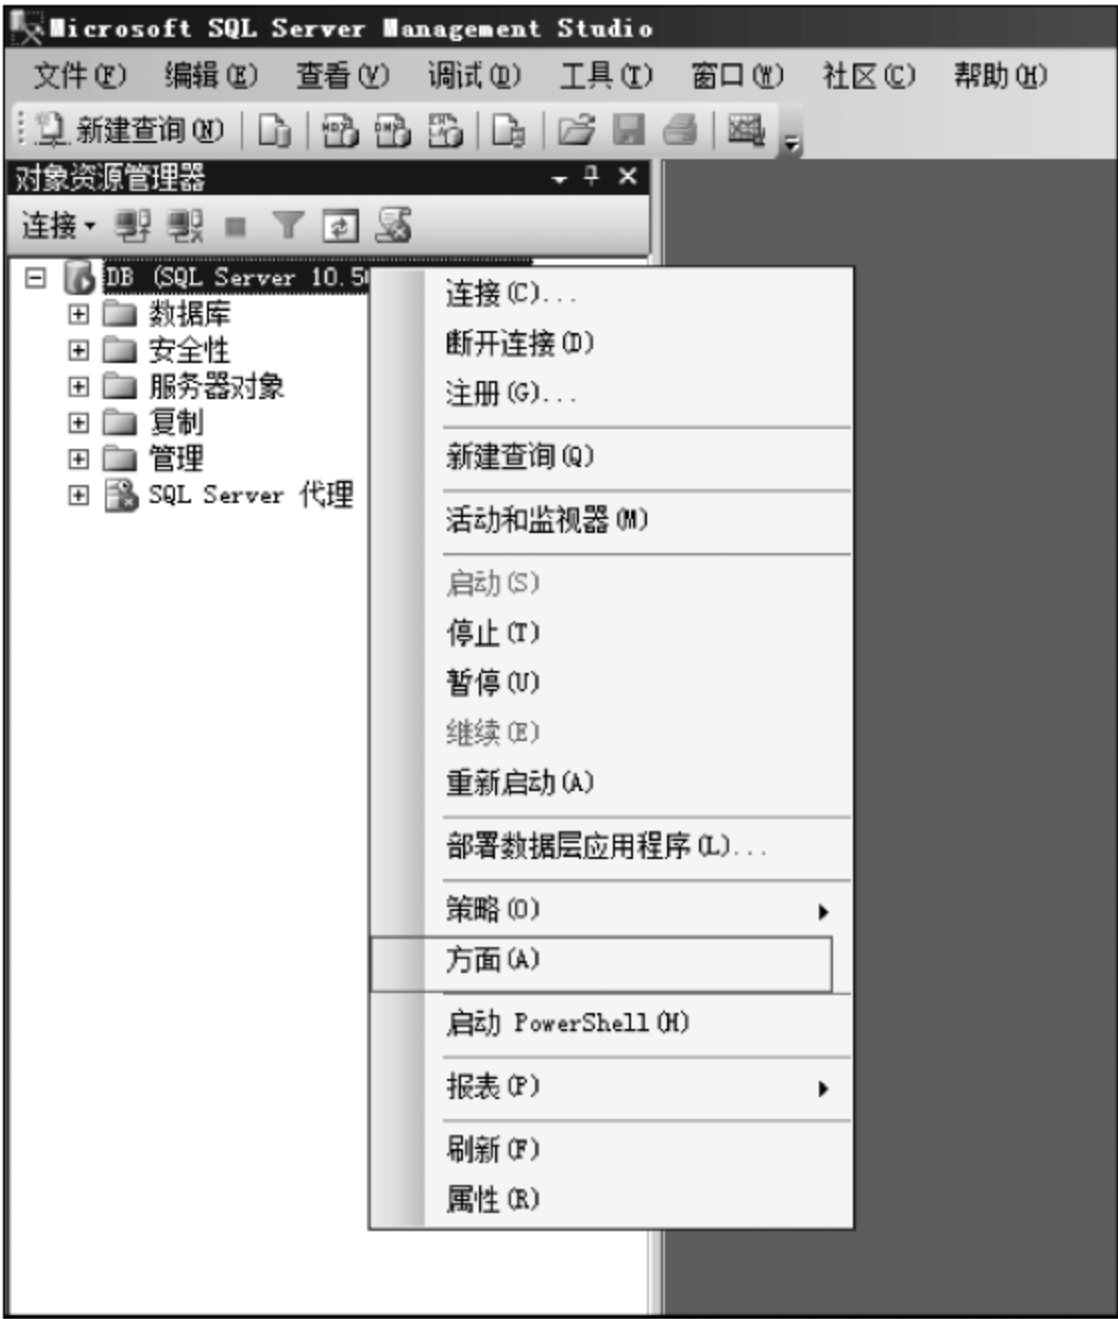 Microsoft SQL Server Management Studio
文件(F) 编辑(E) 查看(V) 调试(D) 工具(T) 窗口(W) 社区(C) 帮助(H)
新建查询(N)
对象资源管理器
连接
DB (SQL Server 10.5
数据库
安全性
服务器对象
复制
管理
SQL Server 代理
连接(C)...
断开连接(D)
注册(G)...
新建查询(Q)
活动和监视器(M)
启动(S)
停止(T)
暂停(U)
继续(E)
重新启动(A)
部署数据层应用程序(L)...
策略(O)
方面(A)
启动 PowerShell(H)
报表(P)
刷新(F)
属性(R)